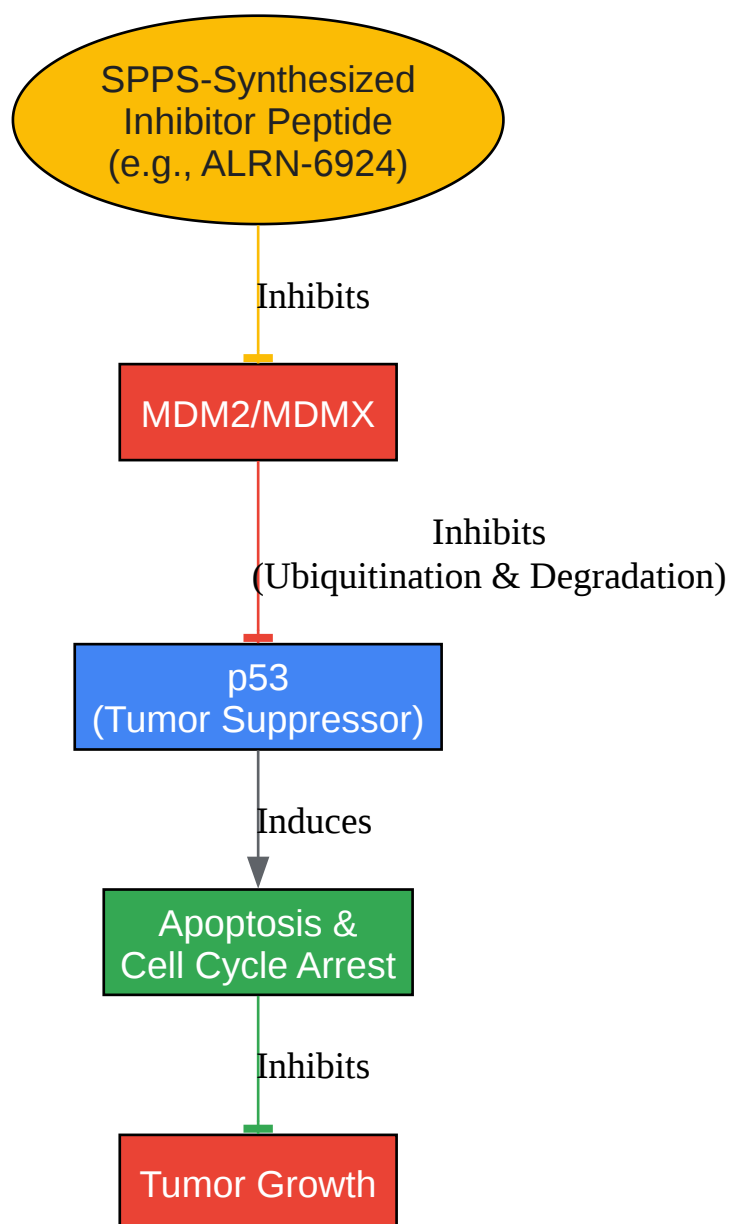 SPPS-Synthesized
Inhibitor Peptide
(e.g., ALRN-6924)
Inhibits
MDM2/MDMX
Inhibits
(Ubiquitination & Degradation)
p53
(Tumor Suppressor)
Induces
Apoptosis &
Cell Cycle Arrest
Inhibits
Tumor Growth